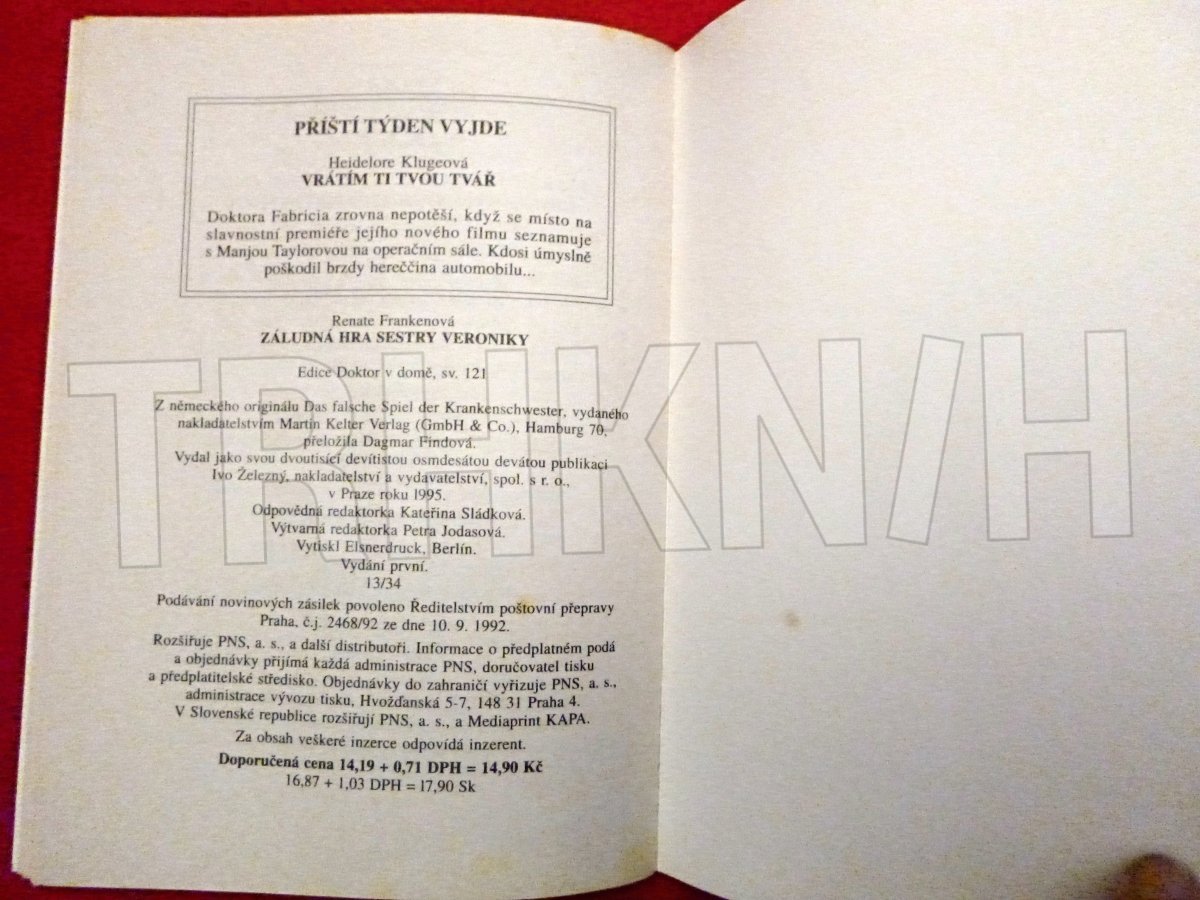 PŘÍŠTÍ TÝDEN VYJDE
Heidelore Klugeová
VRÁTÍM TI TVOU TVÁŘ
Doktora Fabricia zrovna nepotěší, když se místo na
slavnostní premiéře jejího nového filmu seznamuje
s Manjou Taylorovou na operačním sále. Kdosi úmyslně
poškodil brzdy hereččina automobilu...
Renate Frankenová
ZÁLUDNÁ HRA SESTRY VERONIKY
Edice Doktor v domě, sv. 121
Z německého originálu Das falsche Spiel der Krankenschwester, vydaného
nakladatelstvím Martin Kelter Verlag (GmbH & Co.), Hamburg 70,
přeložila Dagmar Findová.
Vydal jako svou dvoutisící devítistou osmdesátou devátou publikaci
Ivo Železný, nakladatelství a vydavatelství, spol. s r. o.,
v Praze roku 1995.
Odpovědná redaktorka Kateřina Sládková.
Výtvarná redaktorka Petra Jodasová.
Vytiskl Elsnerdruck, Berlín.
Vydání první.
13/34
Podávání novinových zásilek povoleno Ředitelstvím poštovní přepravy
Praha, č.j. 2468/92 ze dne 10. 9. 1992.
Rozšiřuje PNS, a. s., a další distributoři. Informace o předplatném podá
a objednávky přijímá každá administrace PNS, doručovatel tisku
a předplatitelské středisko. Objednávky do zahraničí vyřizuje PNS, a. s.,
administrace vývozu tisku, Hvožďanská 5-7, 148 31 Praha 4.
V Slovenské republice rozšiřují PNS, a. s., a Mediaprint KAPA.
Za obsah veškeré inzerce odpovídá inzerent.
Doporučená cena 14,19 + 0,71 DPH = 14,90 Kč
16,87 + 1,03 DPH = 17,90 Sk
TRHKN/H